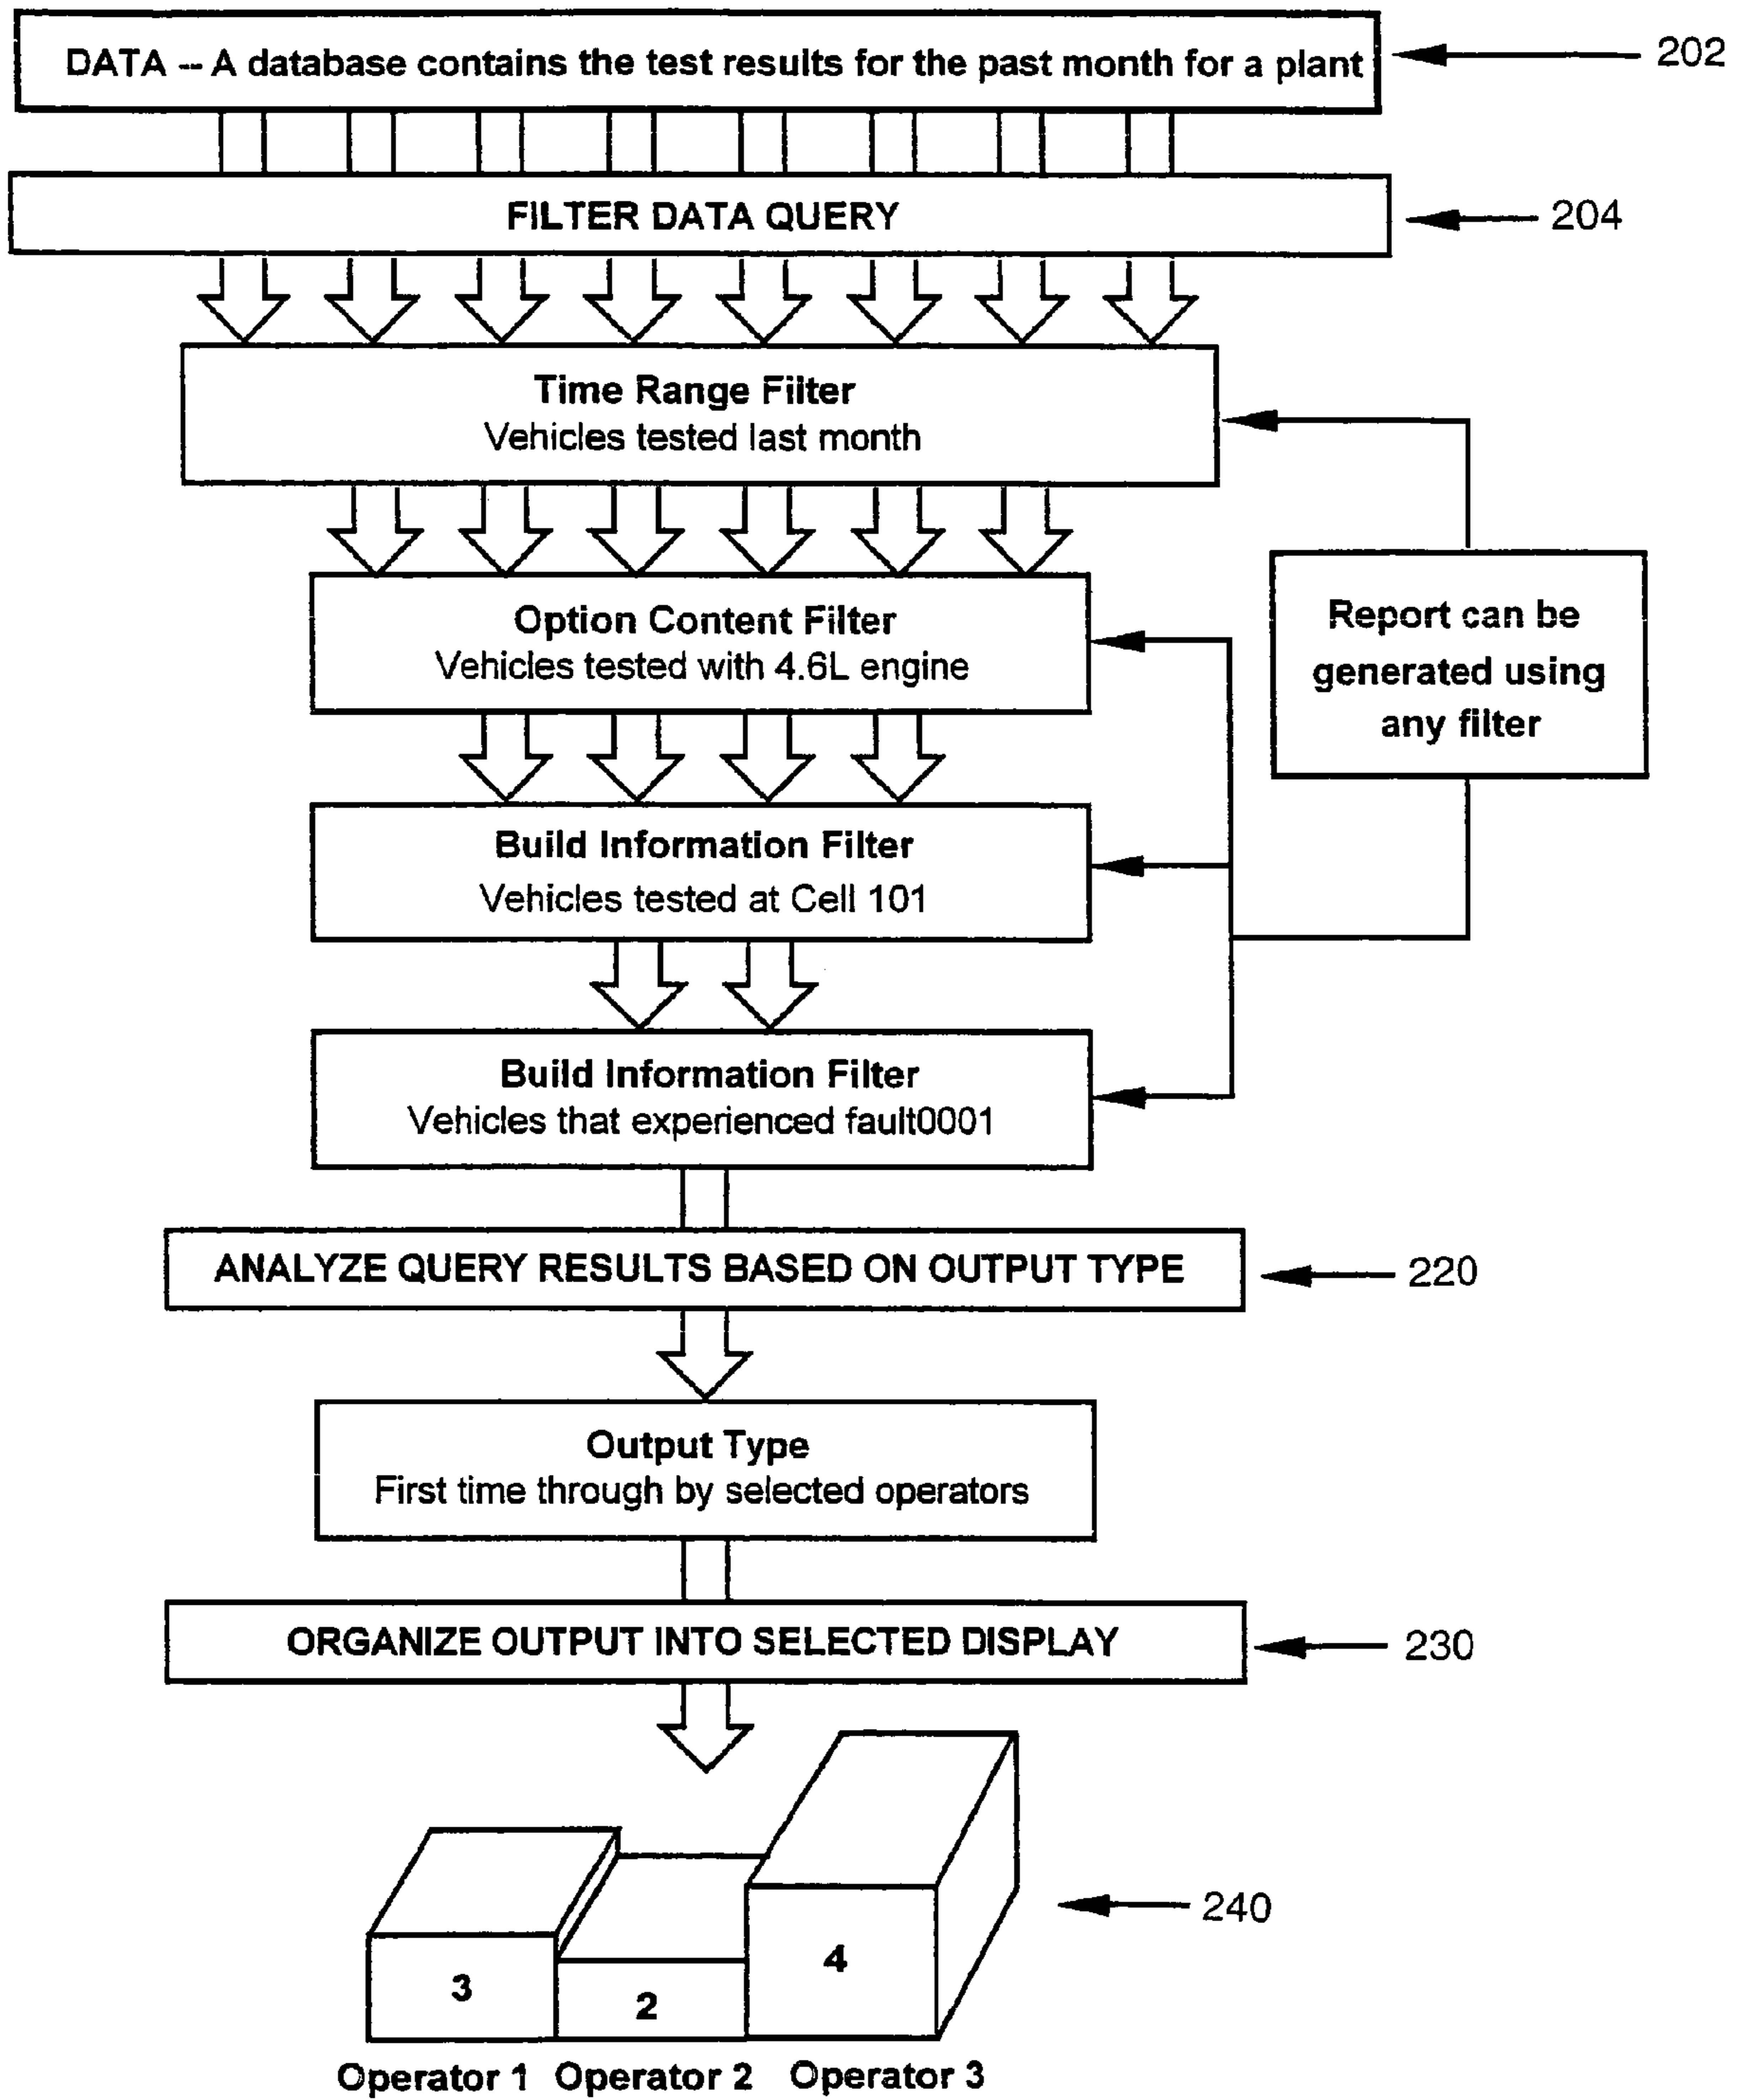 DATA -- A database contains the test results for the past month for a plant
202
FILTER DATA QUERY
204
Time Range Filter
Vehicles tested last month
Option Content Filter
Vehicles tested with 4.6L engine
Report can be
generated using
any filter
Build Information Filter
Vehicles tested at Cell 101
Build Information Filter
Vehicles that experienced fault0001
ANALYZE QUERY RESULTS BASED ON OUTPUT TYPE
220
Output Type
First time through by selected operators
ORGANIZE OUTPUT INTO SELECTED DISPLAY
230
240
3
2
4
Operator 1 Operator 2 Operator 3